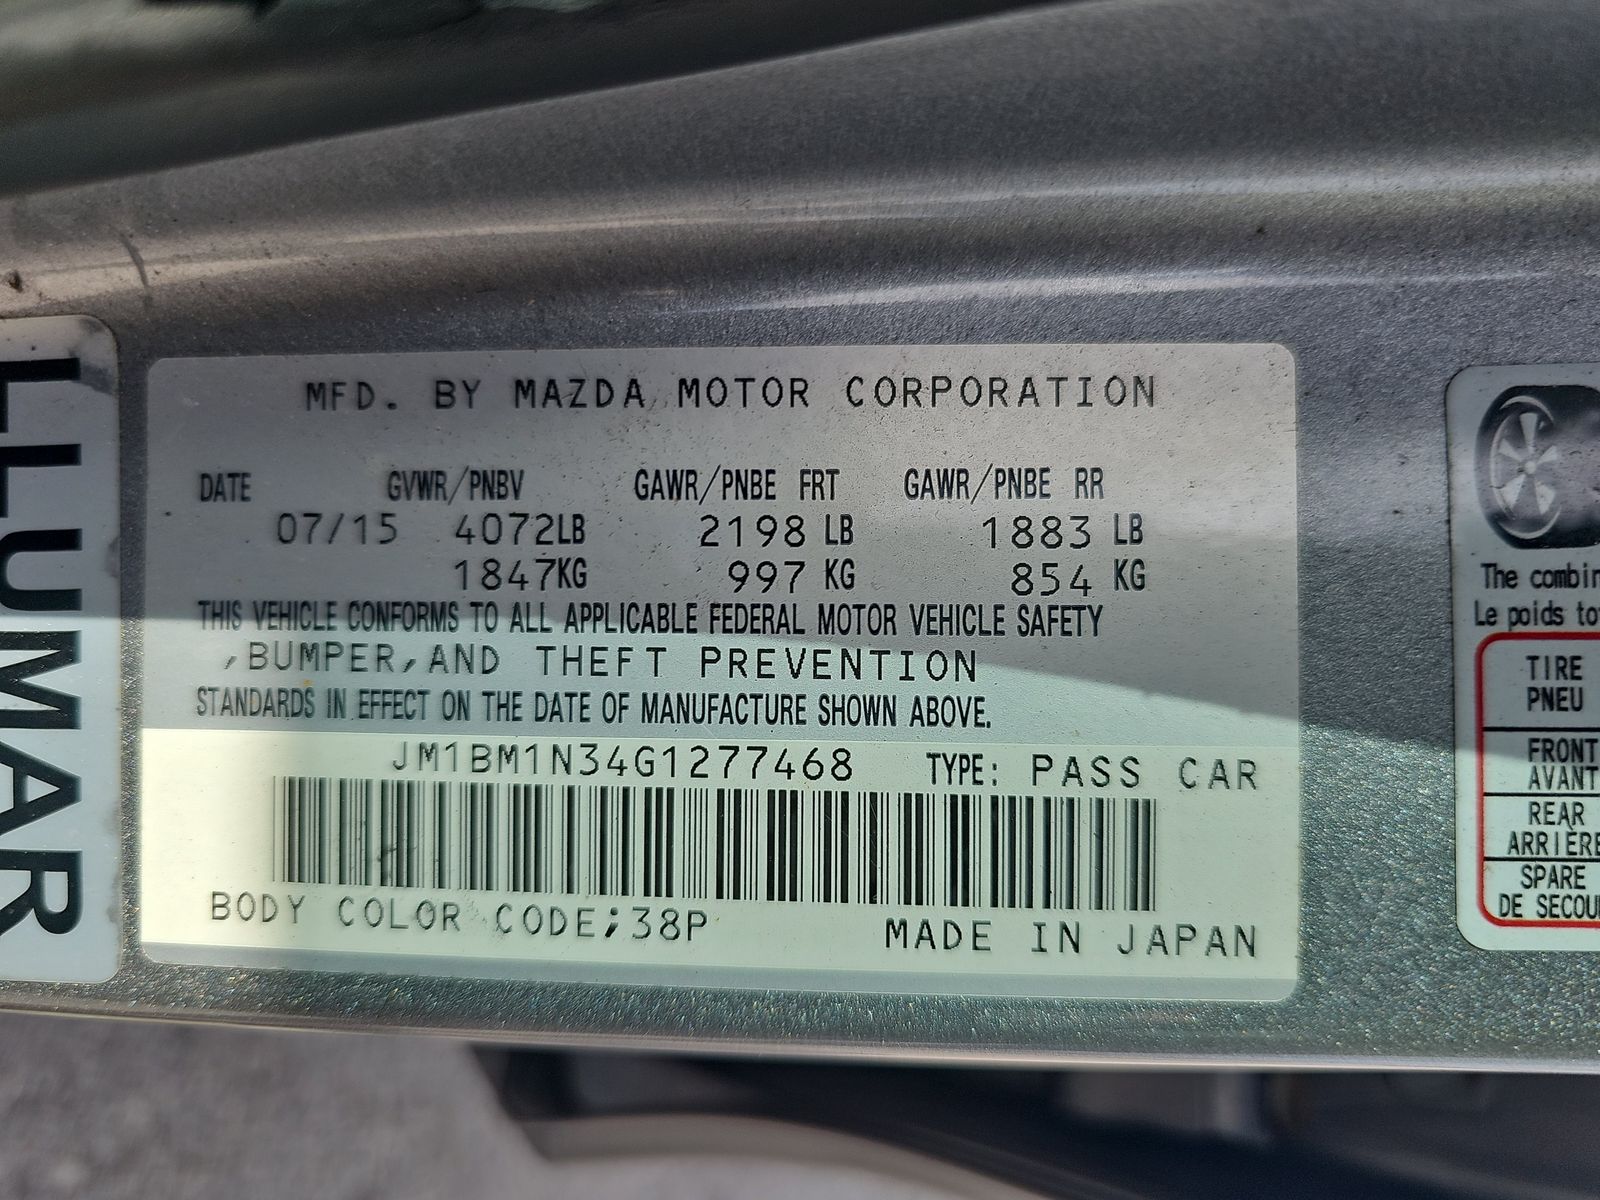 LLUMAR
MFD. BY MAZDA MOTOR CORPORATION
DATE GVWR/PNBV GAWR/PNBE FRT GAWR/PNBE RR
07/15 4072LB 2198 LB 1883 LB
1847KG 997 KG 854 KG
THIS VEHICLE CONFORMS TO ALL APPLICABLE FEDERAL MOTOR VEHICLE SAFETY
,BUMPER,AND THEFT PREVENTION
STANDARDS IN EFFECT ON THE DATE OF MANUFACTURE SHOWN ABOVE.
JM1BM1N34G1277468 TYPE: PASS CAR
BODY COLOR CODE;38P MADE IN JAPAN
The combin
Le poids to
TIRE
PNEU
FRONT
AVANT
REAR
ARRIÈRE
SPARE
DE SECOU